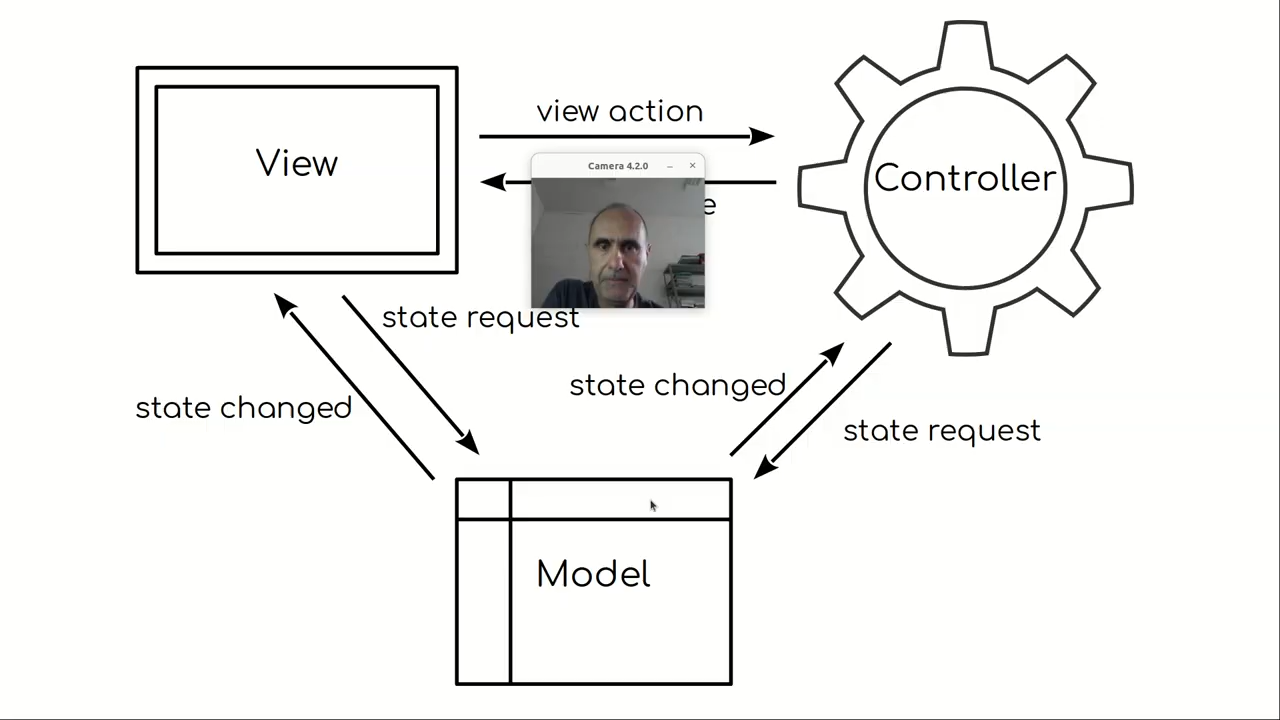 view action
Camera 4.2.0
View
Controller
state request
state changed
state changed
state request
Model